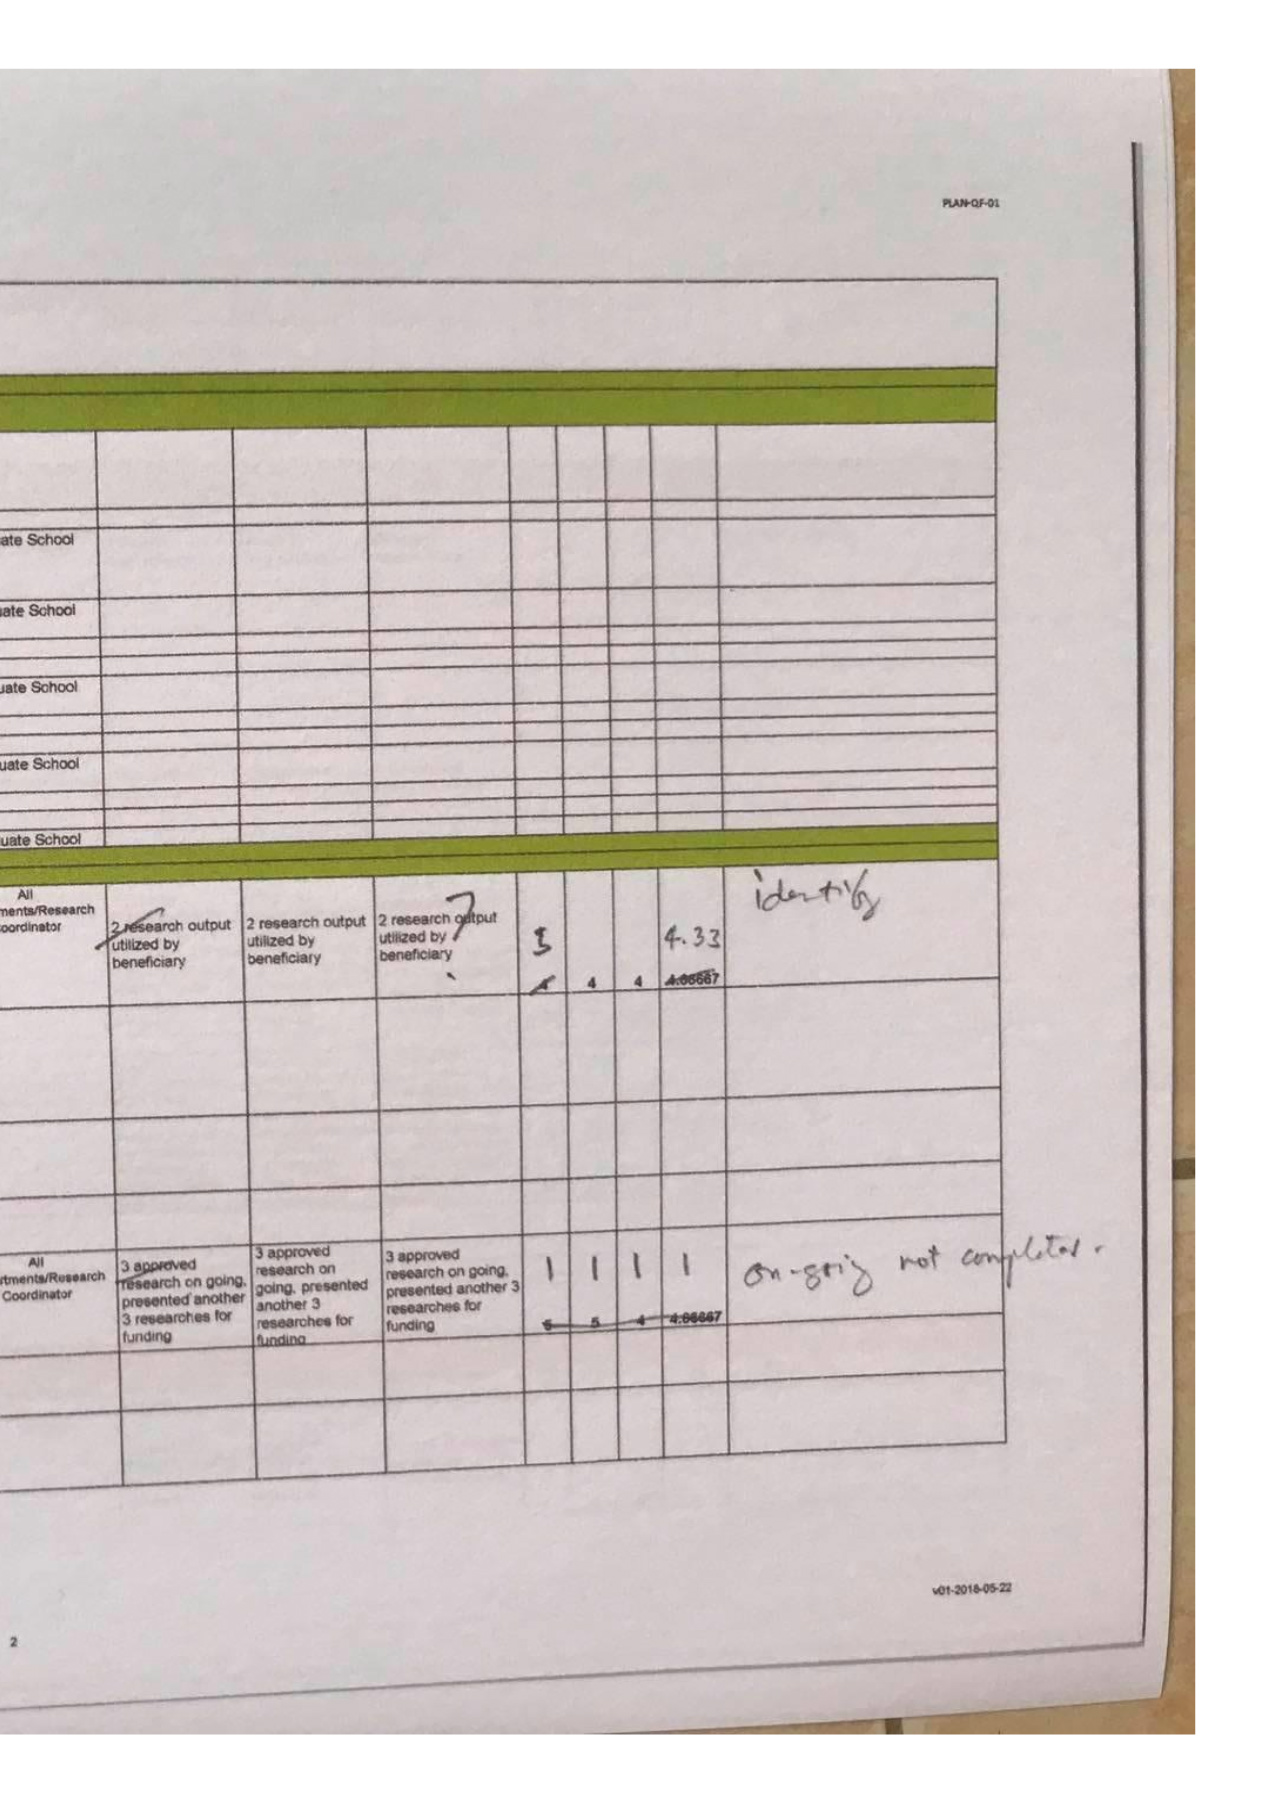 PLAN-QF-01
ate School
uate School
uate School
uate School
uate School
All
ments/Research
oordinator
2 research output
utilized by
beneficiary
2 research output
utilized by
beneficiary
2 research output
utilized by
beneficiary
?
4 4
4.33
4.66667
identify
All
rtments/Research
Coordinator
3 approved
research on going,
presented another
3 researches for
funding
3 approved
research on
going, presented
another 3
researches for
funding
3 approved
research on going,
presented another 3
researches for
funding
1 1 1 1
5 5 4 4.66667
on-going not completed.
v01-2018-05-22
2